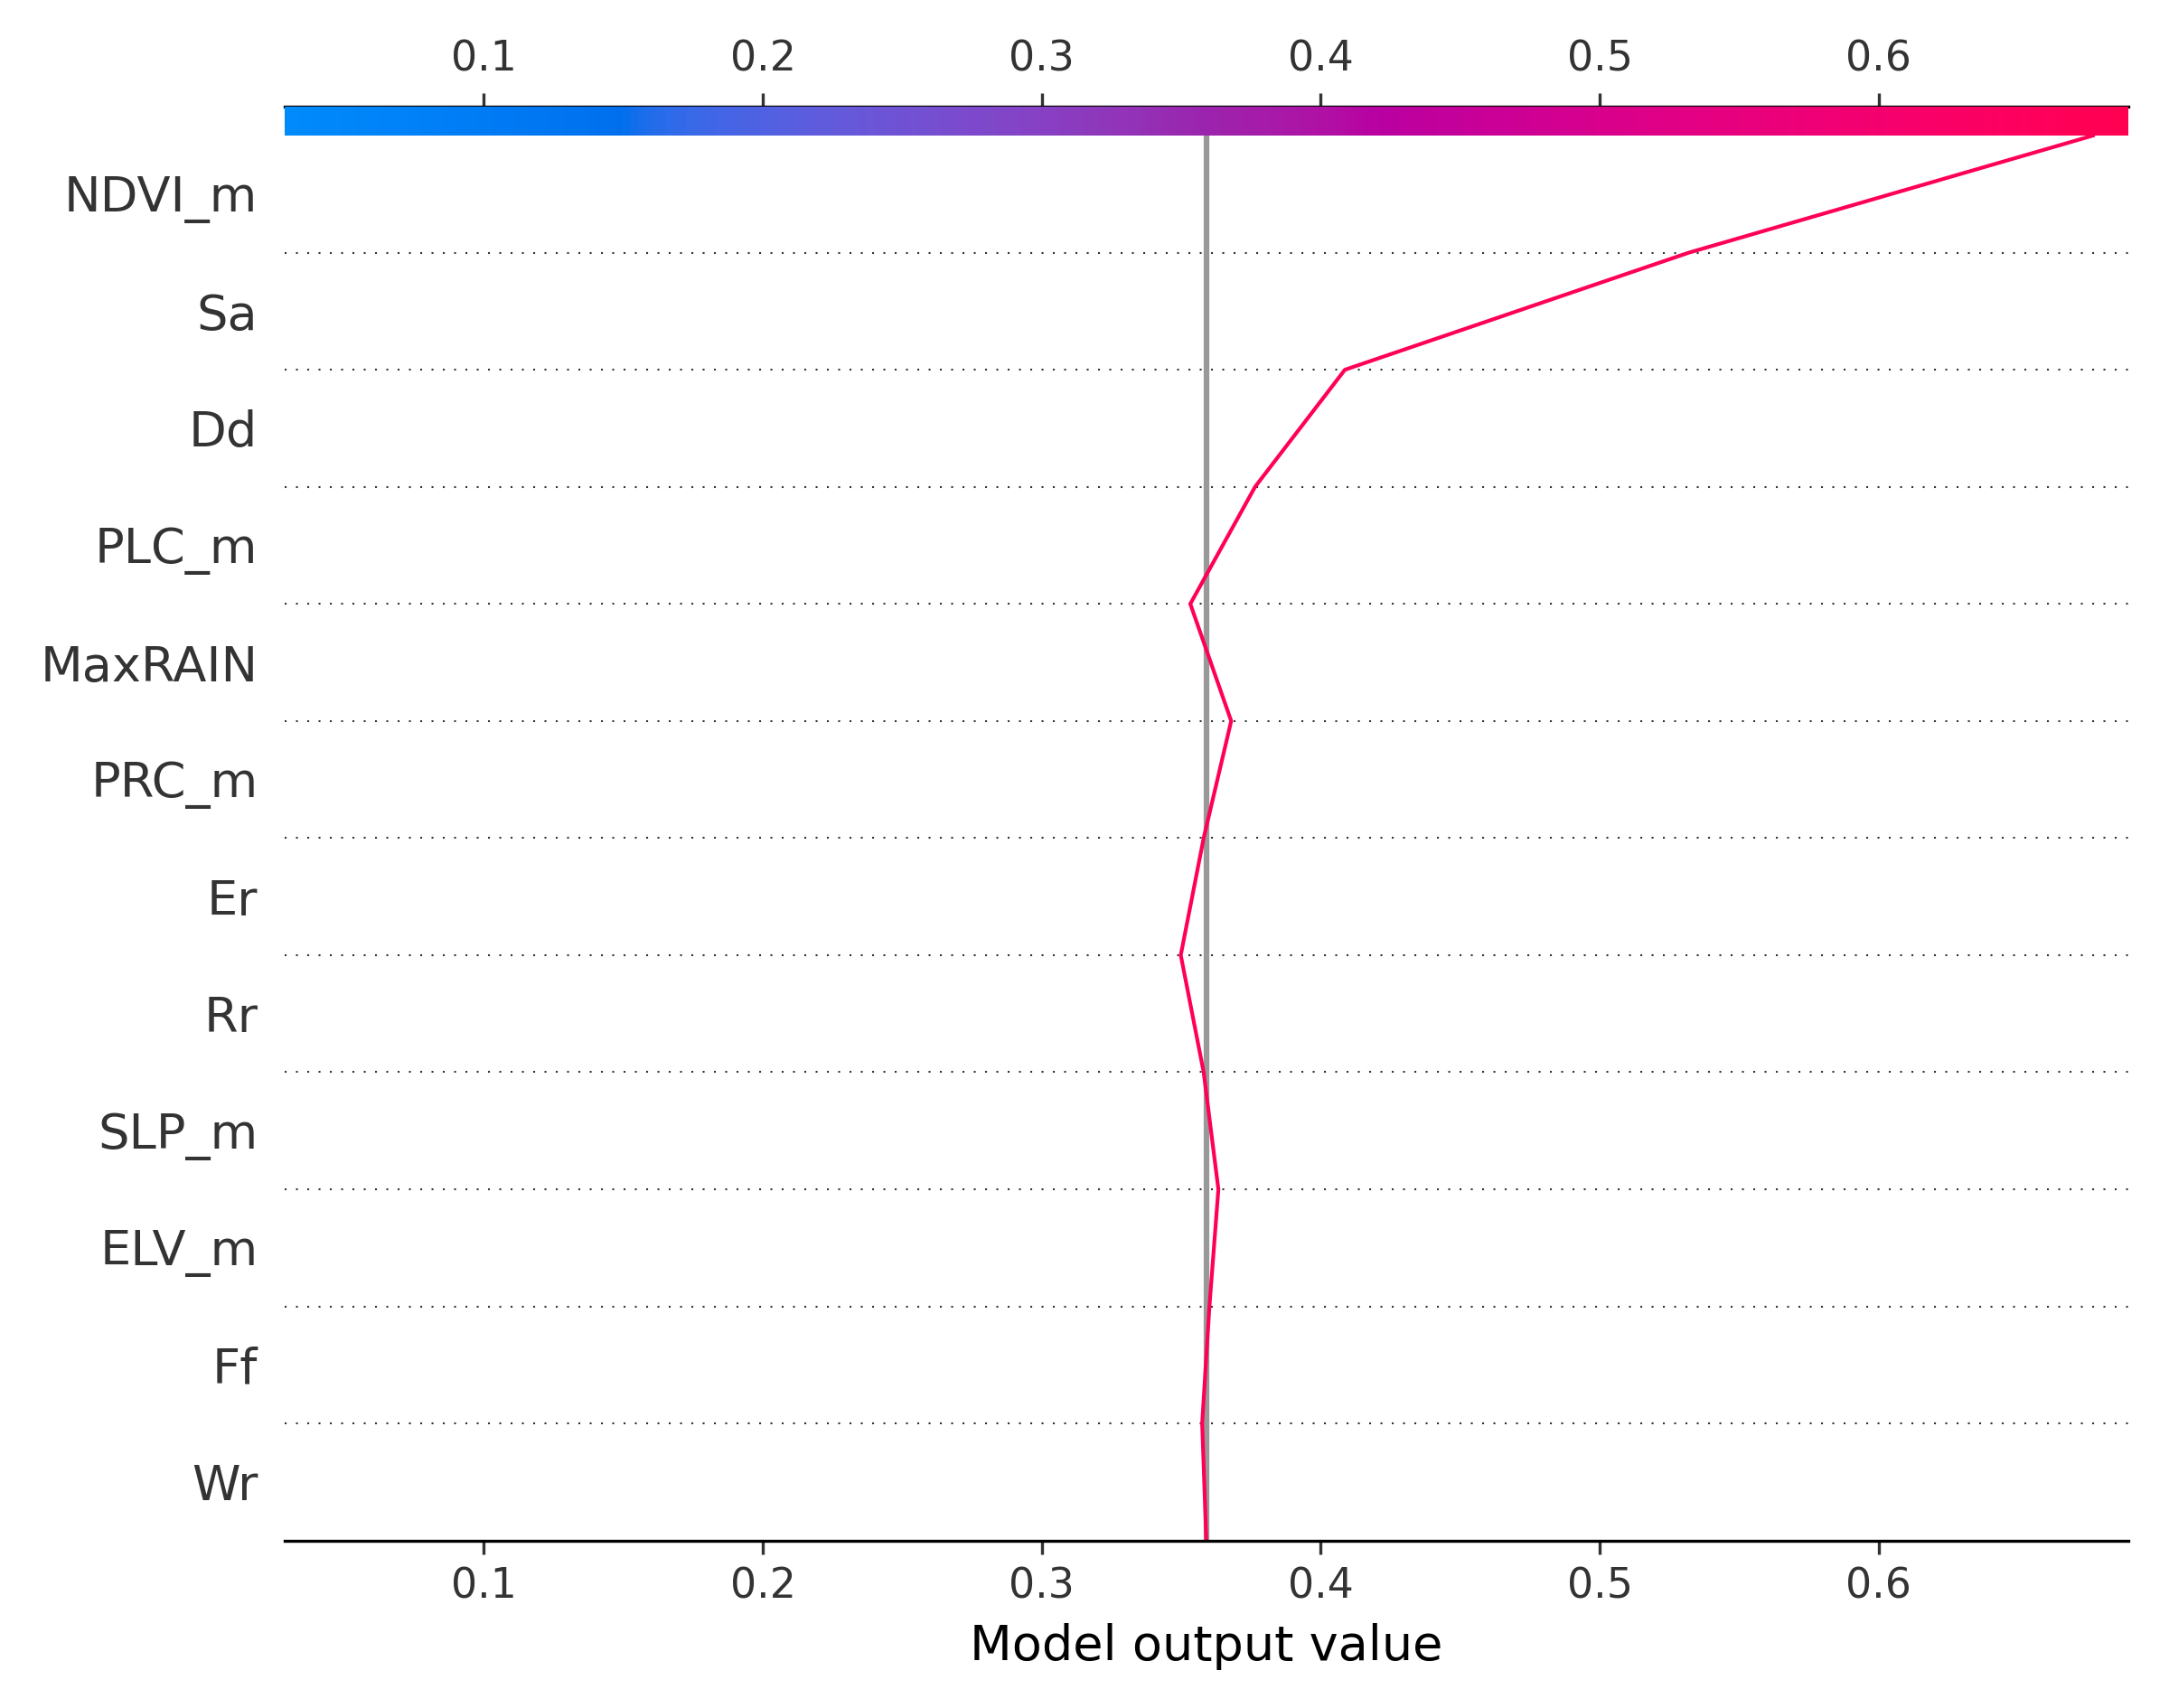 0.1 0.2 0.3 0.4 0.5 0.6
NDVI_m
Sa
Dd
PLC_m
MaxRAIN
PRC_m
Er
Rr
SLP_m
ELV_m
Ff
Wr
0.1 0.2 0.3 0.4 0.5 0.6
Model output value